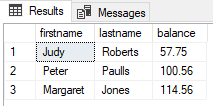 Results Messages
firstname lastname balance
1 Judy Roberts 57.75
2 Peter Paulls 100.56
3 Margaret Jones 114.56